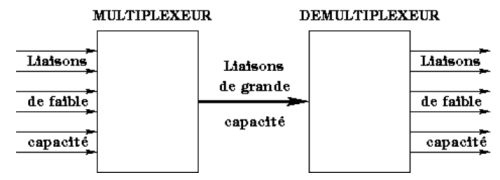 MULTIPLEXEUR
DEMULTIPLEXEUR
Liaisons
de faible
capacité
Liaisons
de grande
capacité
Liaisons
de faible
capacité